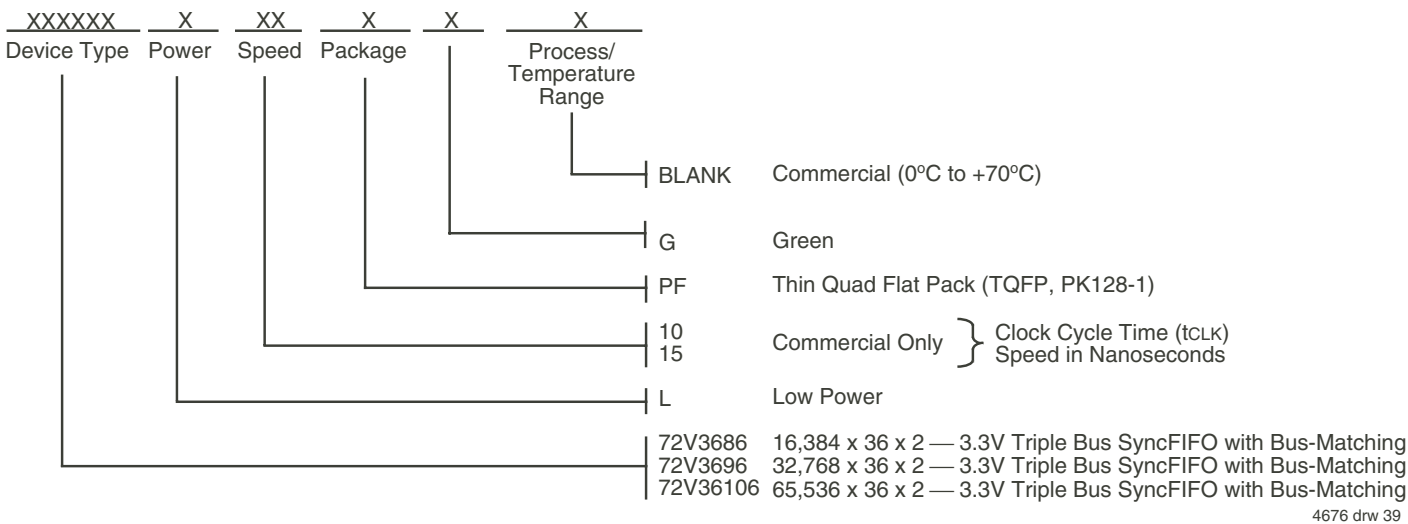 XXXXXX X XX X X X
Device Type Power Speed Package Process/
Temperature
Range
BLANK Commercial (0ºC to +70ºC)
G Green
PF Thin Quad Flat Pack (TQFP, PK128-1)
10
15
Commercial Only } Clock Cycle Time (tCLK)
Speed in Nanoseconds
L Low Power
72V3686 16,384 x 36 x 2 — 3.3V Triple Bus SyncFIFO with Bus-Matching
72V3696 32,768 x 36 x 2 — 3.3V Triple Bus SyncFIFO with Bus-Matching
72V36106 65,536 x 36 x 2 — 3.3V Triple Bus SyncFIFO with Bus-Matching
4676 drw 39